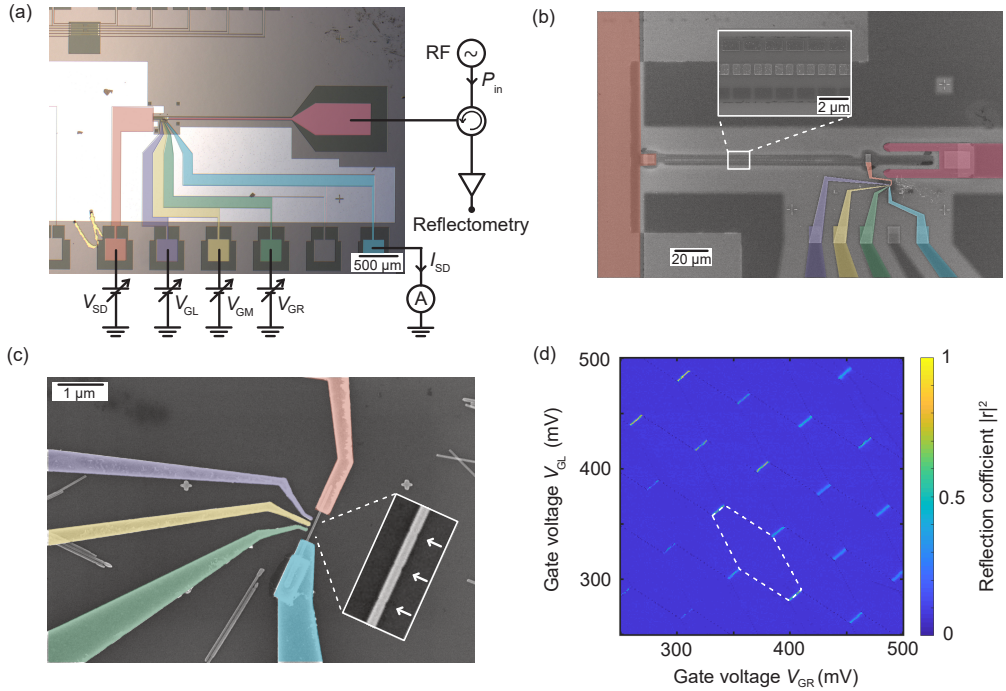 (a)
RF
~
P_in
Reflectometry
500 μm
I_SD
A
V_SD
V_GL
V_GM
V_GR
(b)
2 μm
20 μm
(c)
1 μm
(d)
500
400
300
Gate voltage V_GL (mV)
300
400
500
Gate voltage V_GR (mV)
1
0.5
0
Reflection cofficient |r|²